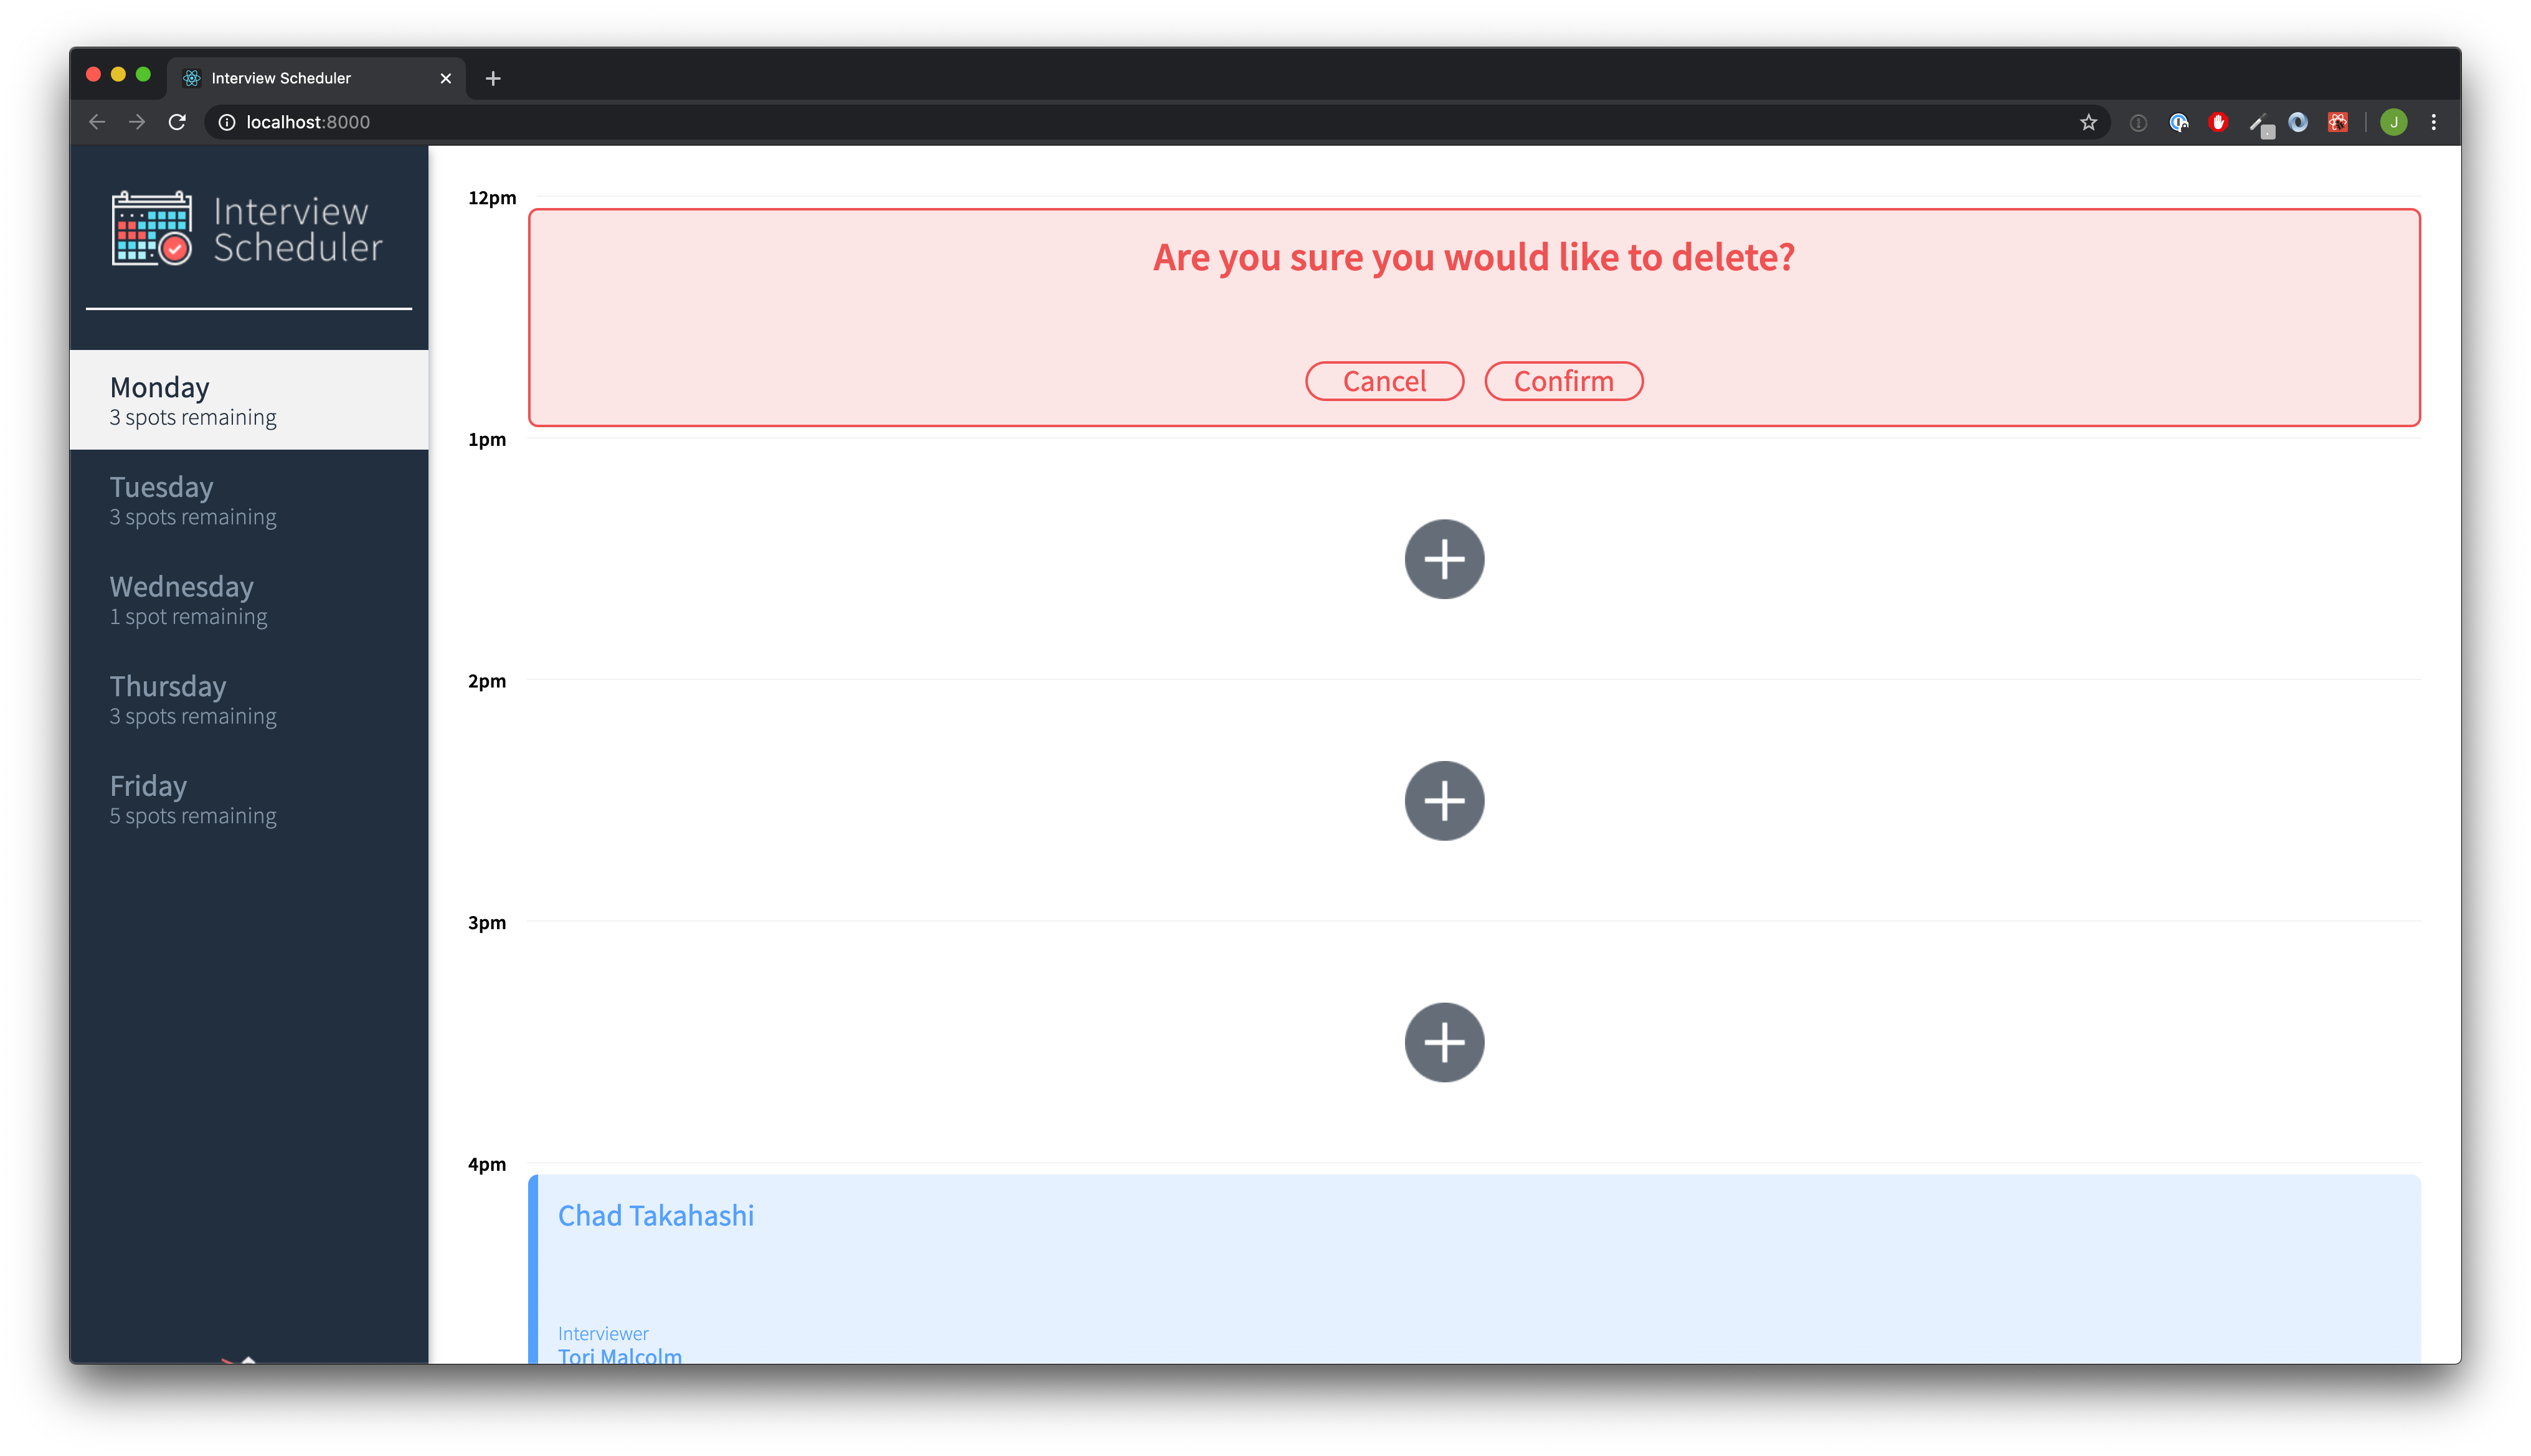 Interview Scheduler
localhost:8000
J
Interview
Scheduler
Monday
3 spots remaining
Tuesday
3 spots remaining
Wednesday
1 spot remaining
Thursday
3 spots remaining
Friday
5 spots remaining
12pm
Are you sure you would like to delete?
Cancel Confirm
1pm
2pm
3pm
4pm
Chad Takahashi
Interviewer
Tori Malcolm